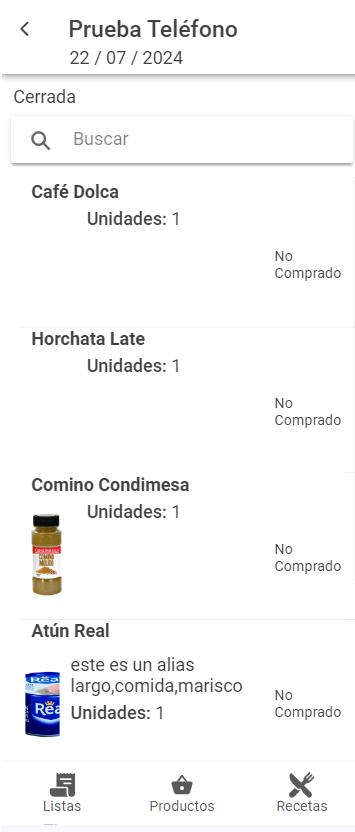 Prueba Teléfono
22 / 07 / 2024
Cerrada
Buscar
Café Dolca
Unidades: 1
No
Comprado
Horchata Late
Unidades: 1
No
Comprado
Comino Condimesa
Unidades: 1
COMINO
MOLIDO
No
Comprado
Atún Real
este es un alias
largo,comida,marisco
Unidades: 1
No
Comprado
Listas
Productos
Recetas